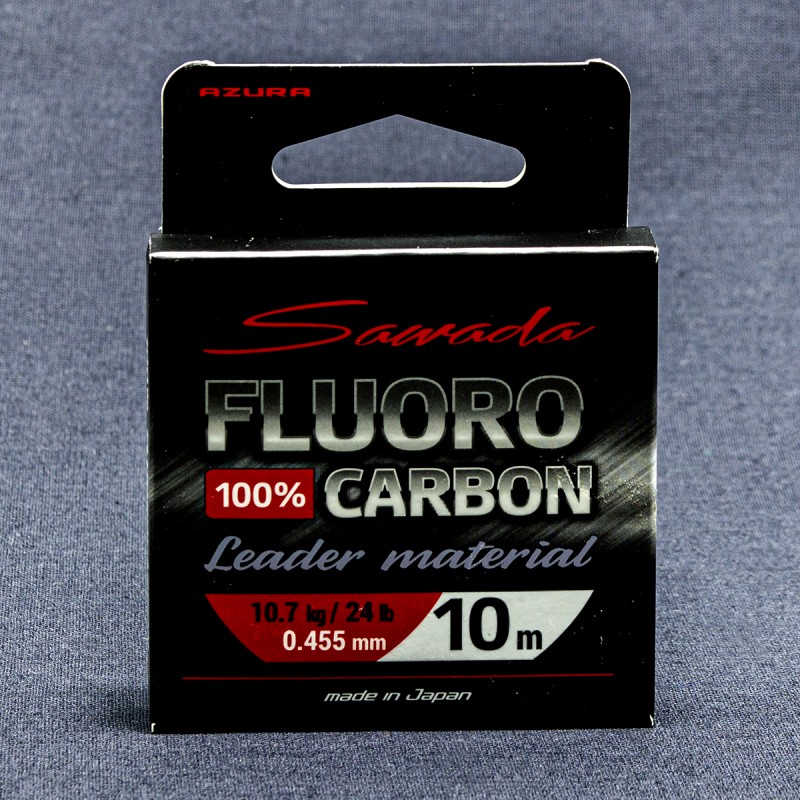 AZURA
Sawada
FLUORO
100% CARBON
Leader material
10.7 kg / 24 lb
0.455 mm
10 m
made in Japan